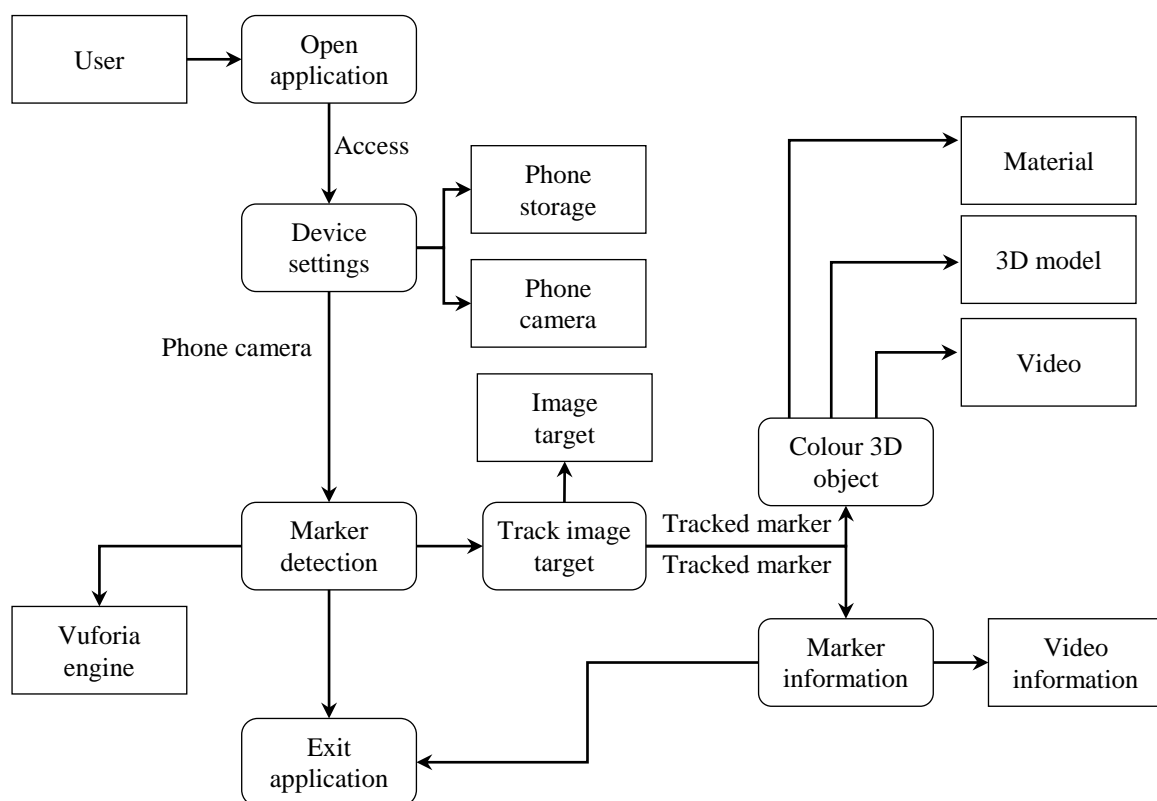 User
Open
application
Access
Phone
storage
Material
Device
settings
3D model
Phone
camera
Phone camera
Video
Image
target
Colour 3D
object
Marker
detection
Track image
target
Tracked marker
Tracked marker
Vuforia
engine
Marker
information
Video
information
Exit
application